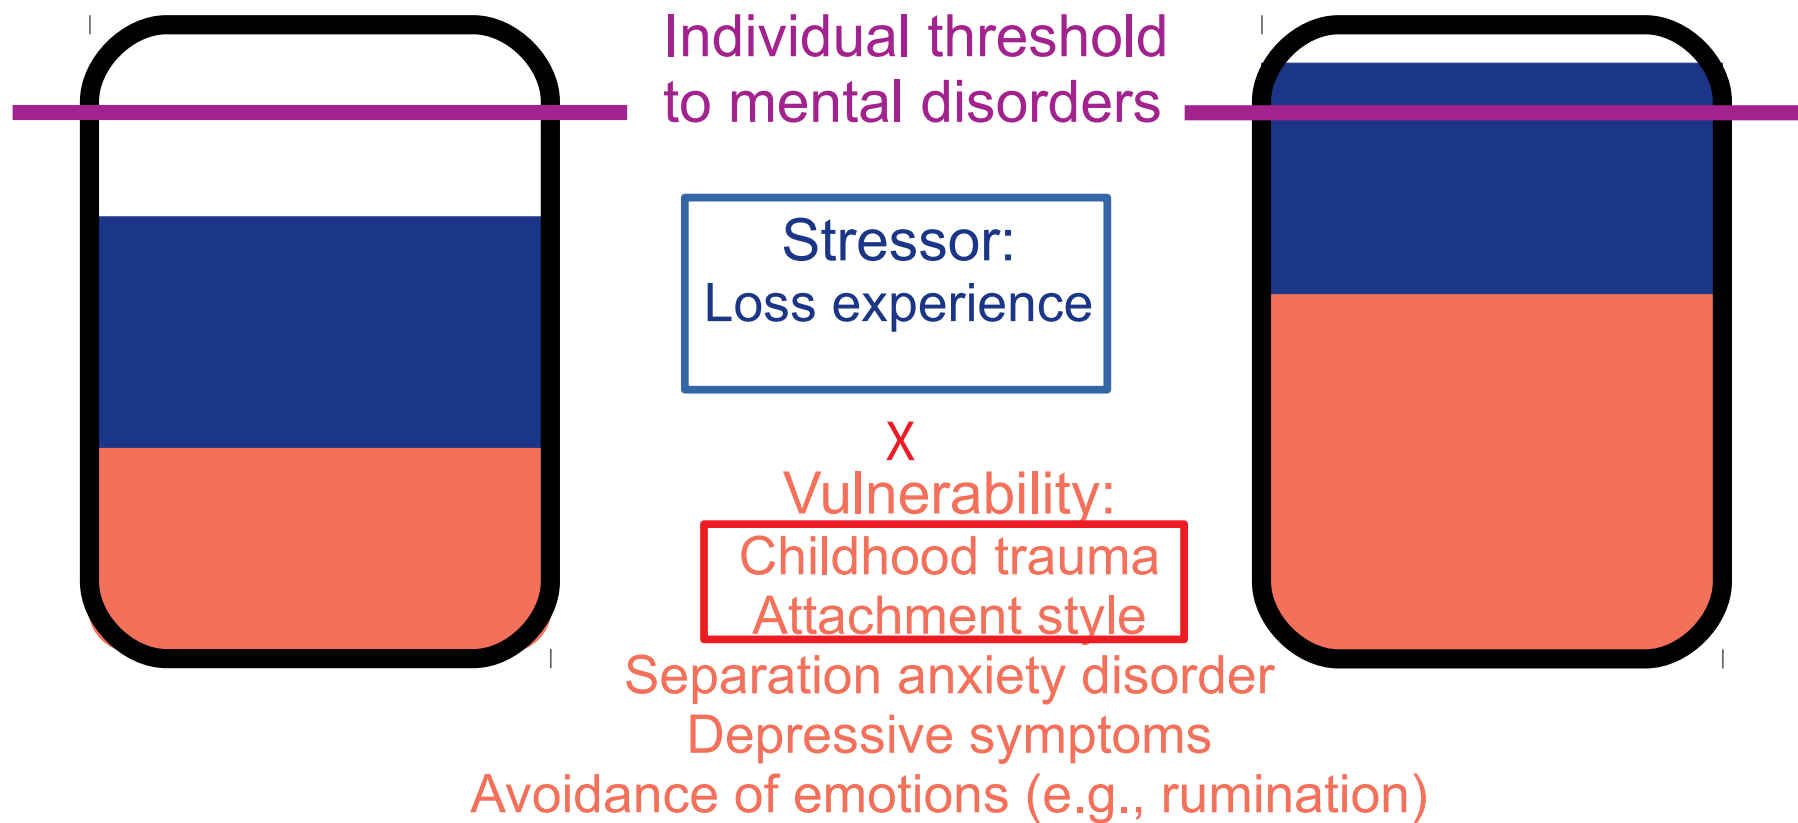 Individual threshold
to mental disorders
Stressor:
Loss experience
X
Vulnerability:
Childhood trauma
Attachment style
Separation anxiety disorder
Depressive symptoms
Avoidance of emotions (e.g., rumination)